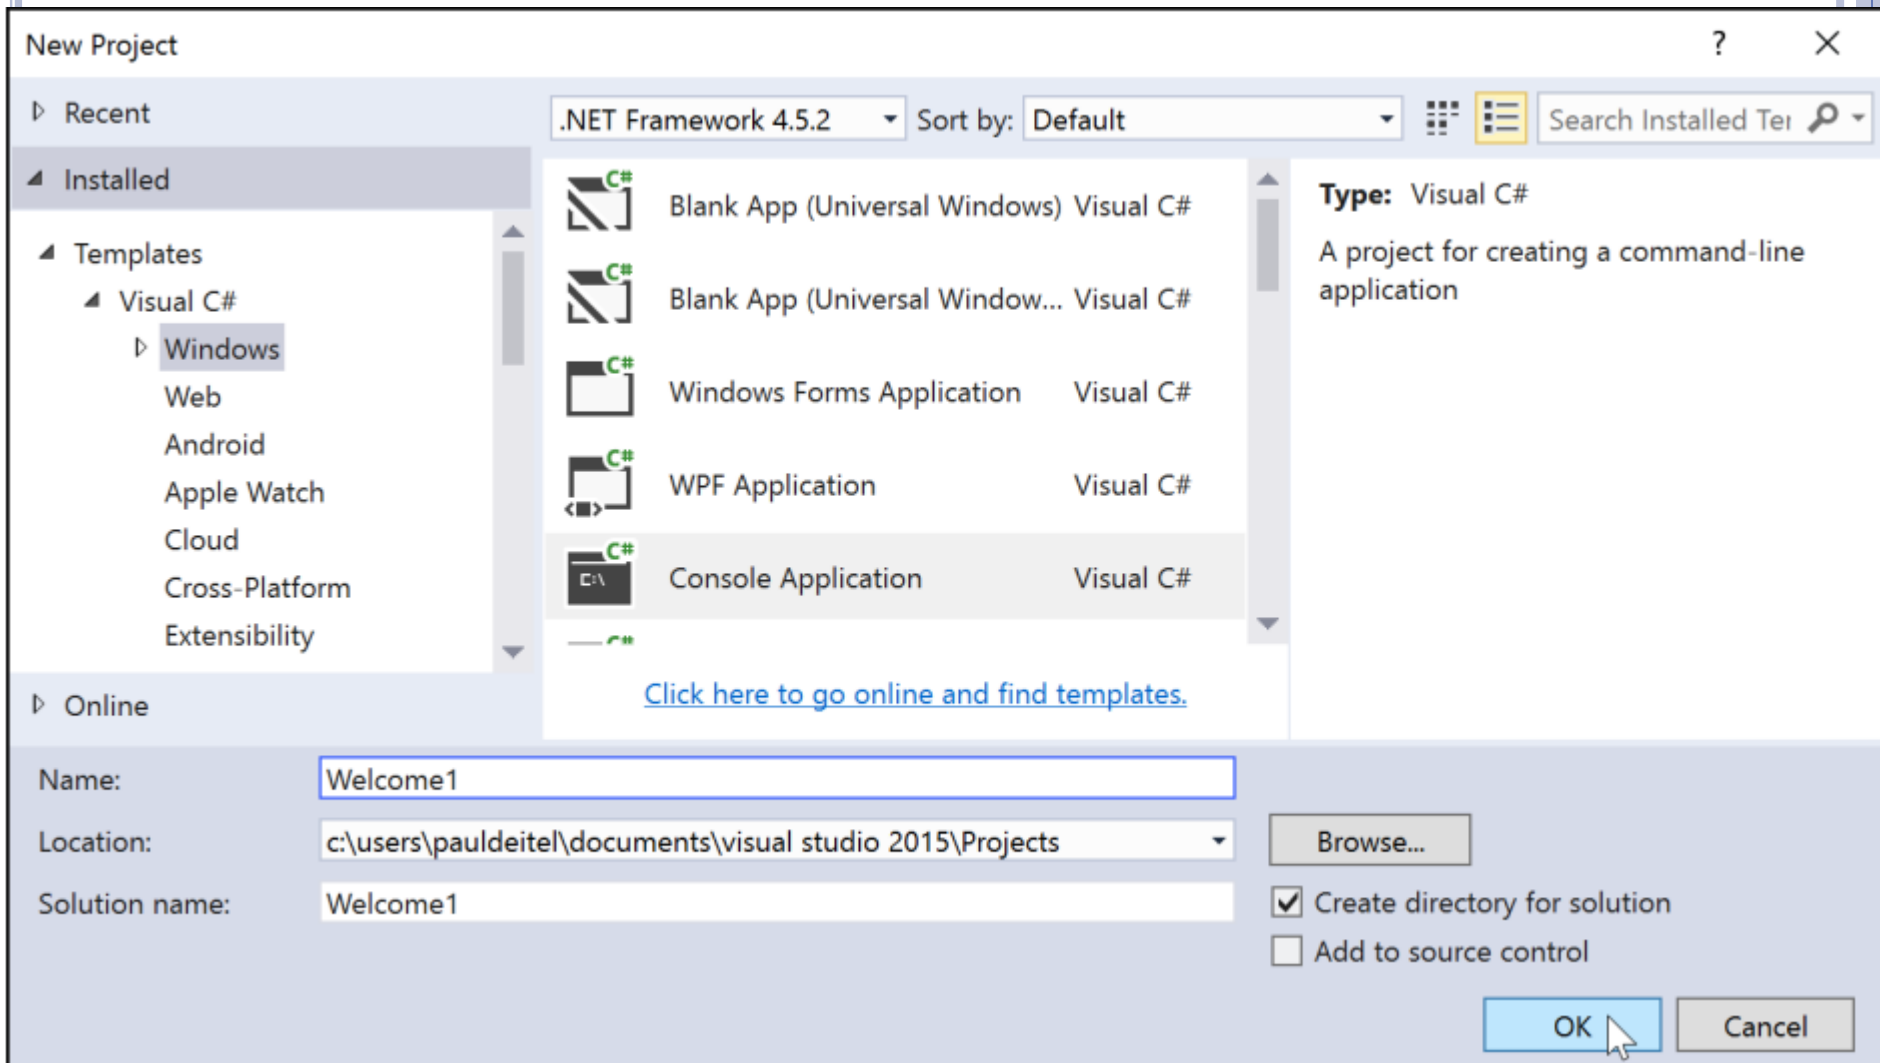 New Project
?
Recent
.NET Framework 4.5.2
Sort by:
Default
Search Installed Ter
Installed
Templates
Visual C#
Windows
Web
Android
Apple Watch
Cloud
Cross-Platform
Extensibility
Online
Blank App (Universal Windows) Visual C#
Blank App (Universal Window... Visual C#
Windows Forms Application Visual C#
WPF Application Visual C#
Console Application Visual C#
Click here to go online and find templates.
Type: Visual C#
A project for creating a command-line
application
Name: Welcome1
Location: c:\users\pauldeitel\documents\visual studio 2015\Projects
Browse...
Solution name: Welcome1
Create directory for solution
Add to source control
OK
Cancel